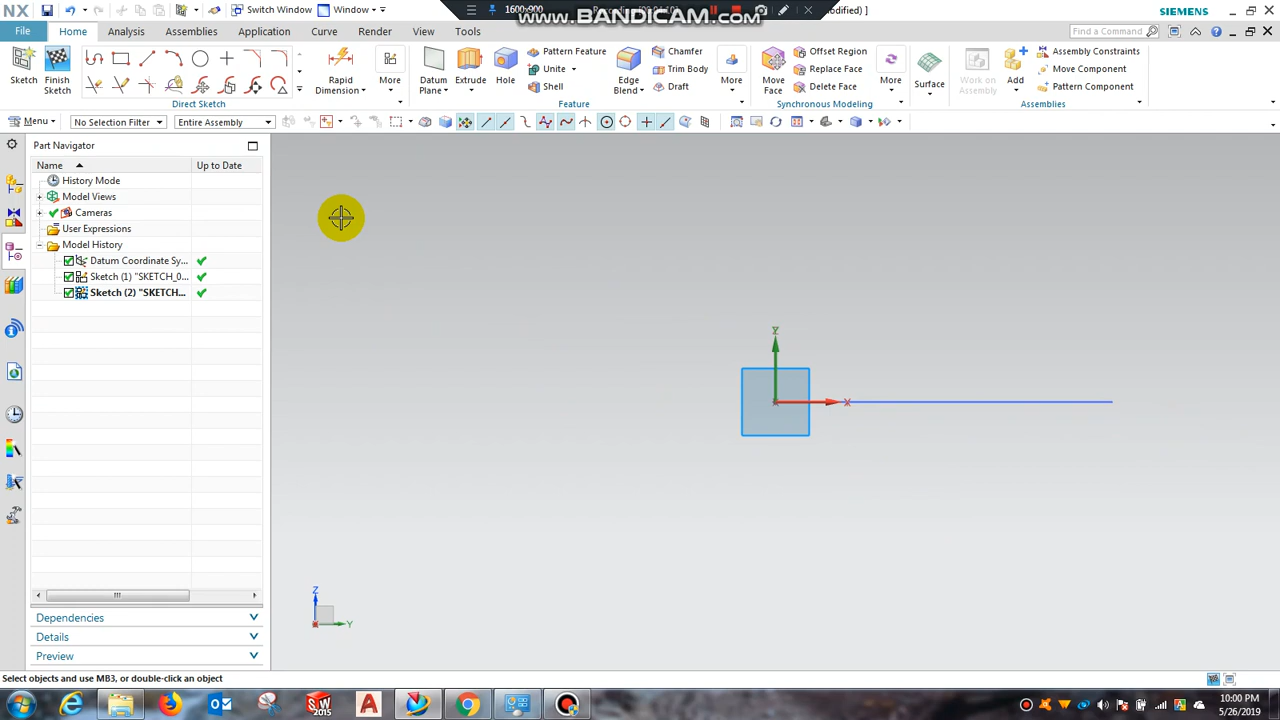 NX
Switch Window
Window
1600x900
www.BANDICAM.com
ified) ]
SIEMENS
File
Home
Analysis
Assemblies
Application
Curve
Render
View
Tools
Find a Command
Sketch
Finish
Sketch
Direct Sketch
Rapid
Dimension
More
Datum
Plane
Extrude
Hole
Pattern Feature
Unite
Shell
Edge
Blend
Chamfer
Trim Body
Draft
More
Feature
Move
Face
Offset Region
Replace Face
Delete Face
More
Synchronous Modeling
Surface
Work on
Assembly
Add
Assembly Constraints
Move Component
Pattern Component
Assemblies
Menu
No Selection Filter
Entire Assembly
Part Navigator
Name
Up to Date
History Mode
Model Views
Cameras
User Expressions
Model History
Datum Coordinate Sy...
Sketch (1) "SKETCH_0...
Sketch (2) "SKETCH...
Dependencies
Details
Preview
Y
X
Z
Y
Select objects and use MB3, or double-click an object
SW
2015
10:00 PM
5/26/2019